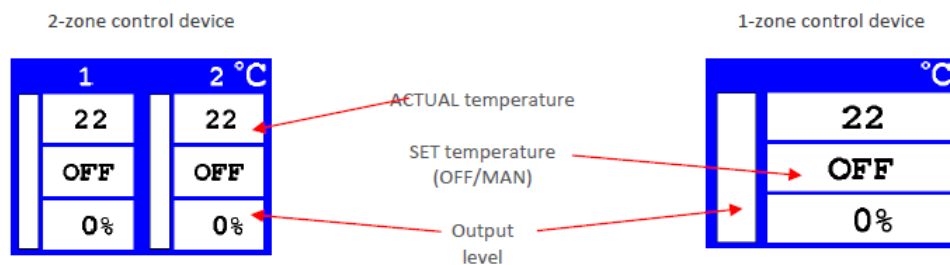 2-zone control device
1-zone control device
1 2 °C
°C
22 22
ACTUAL temperature
22
OFF OFF
SET temperature
(OFF/MAN)
OFF
0% 0%
Output
level
0%